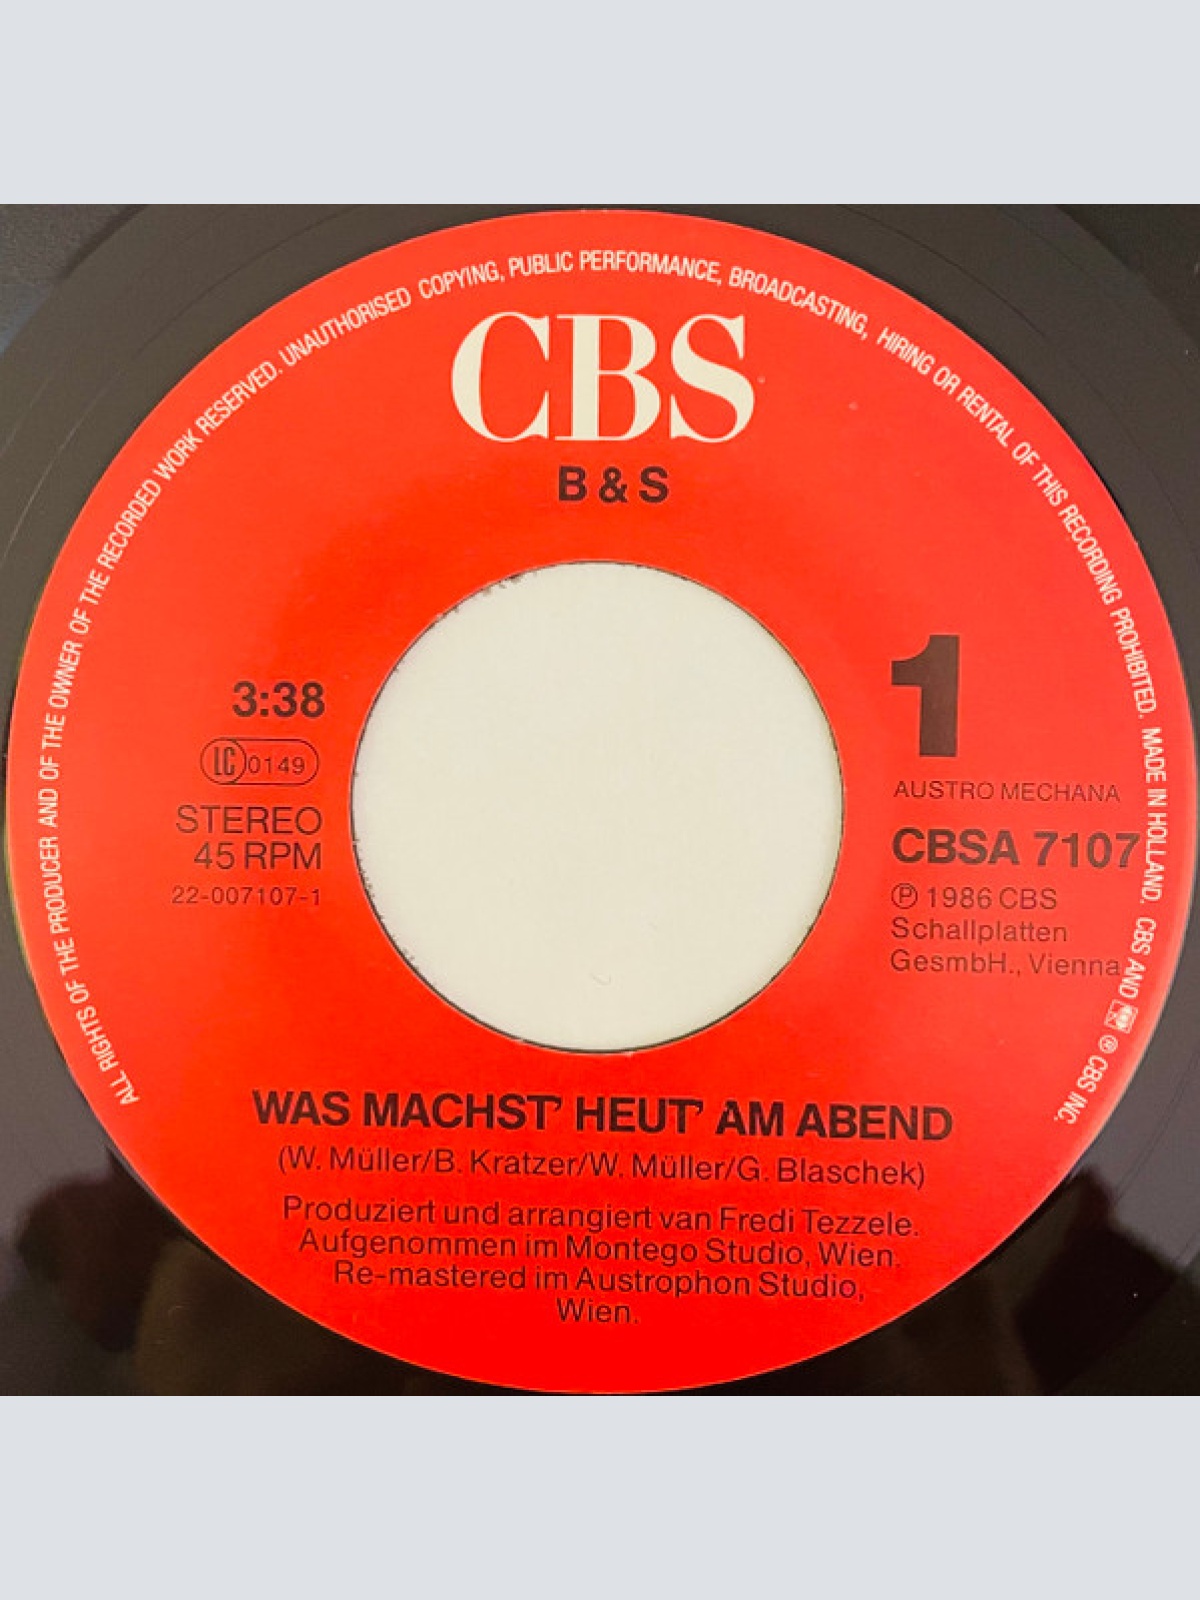 ALL RIGHTS OF THE PRODUCER AND OF THE OWNER OF THE RECORDED WORK RESERVED. UNAUTHORISED COPYING, PUBLIC PERFORMANCE, BROADCASTING, HIRING OR RENTAL OF THIS RECORDING PROHIBITED. MADE IN HOLLAND. CBS AND ® CBS INC.
CBS
B & S
3:38
LC 0149
STEREO
45 RPM
22-007107-1
1
AUSTRO MECHANA
CBSA 7107
℗ 1986 CBS
Schallplatten
GesmbH., Vienna
WAS MACHST' HEUT' AM ABEND
(W. Müller/B. Kratzer/W. Müller/G. Blaschek)
Produziert und arrangiert van Fredi Tezzele.
Aufgenommen im Montego Studio, Wien.
Re-mastered im Austrophon Studio,
Wien.